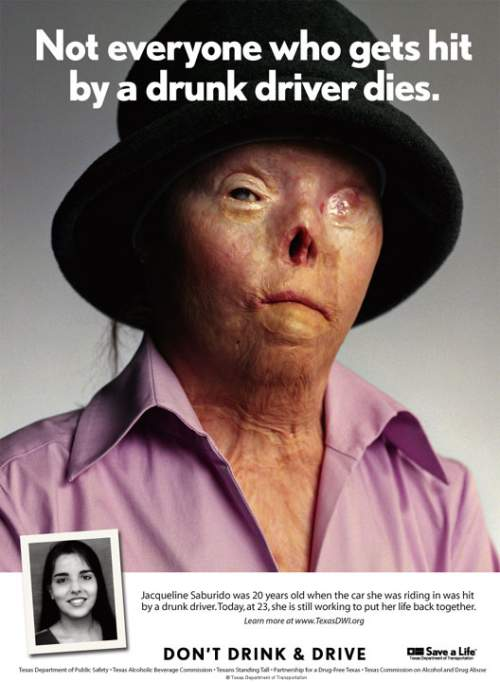 Not everyone who gets hit
by a drunk driver dies.
Jacqueline Saburido was 20 years old when the car she was riding in was hit
by a drunk driver. Today, at 23, she is still working to put her life back together.
Learn more at www.TexasDWI.org
DON'T DRINK & DRIVE
Save a Life
Texas Department of Transportation
Texas Department of Public Safety • Texas Alcoholic Beverage Commission • Texans Standing Tall • Partnership for a Drug-Free Texas • Texas Commission on Alcohol and Drug Abuse
© Texas Department of Transportation